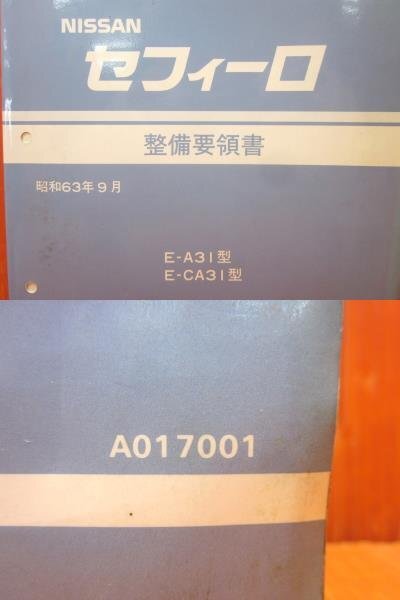 NISSAN
セフィーロ
整備要領書
昭和63年9月
E-A31型
E-CA31型
A017001